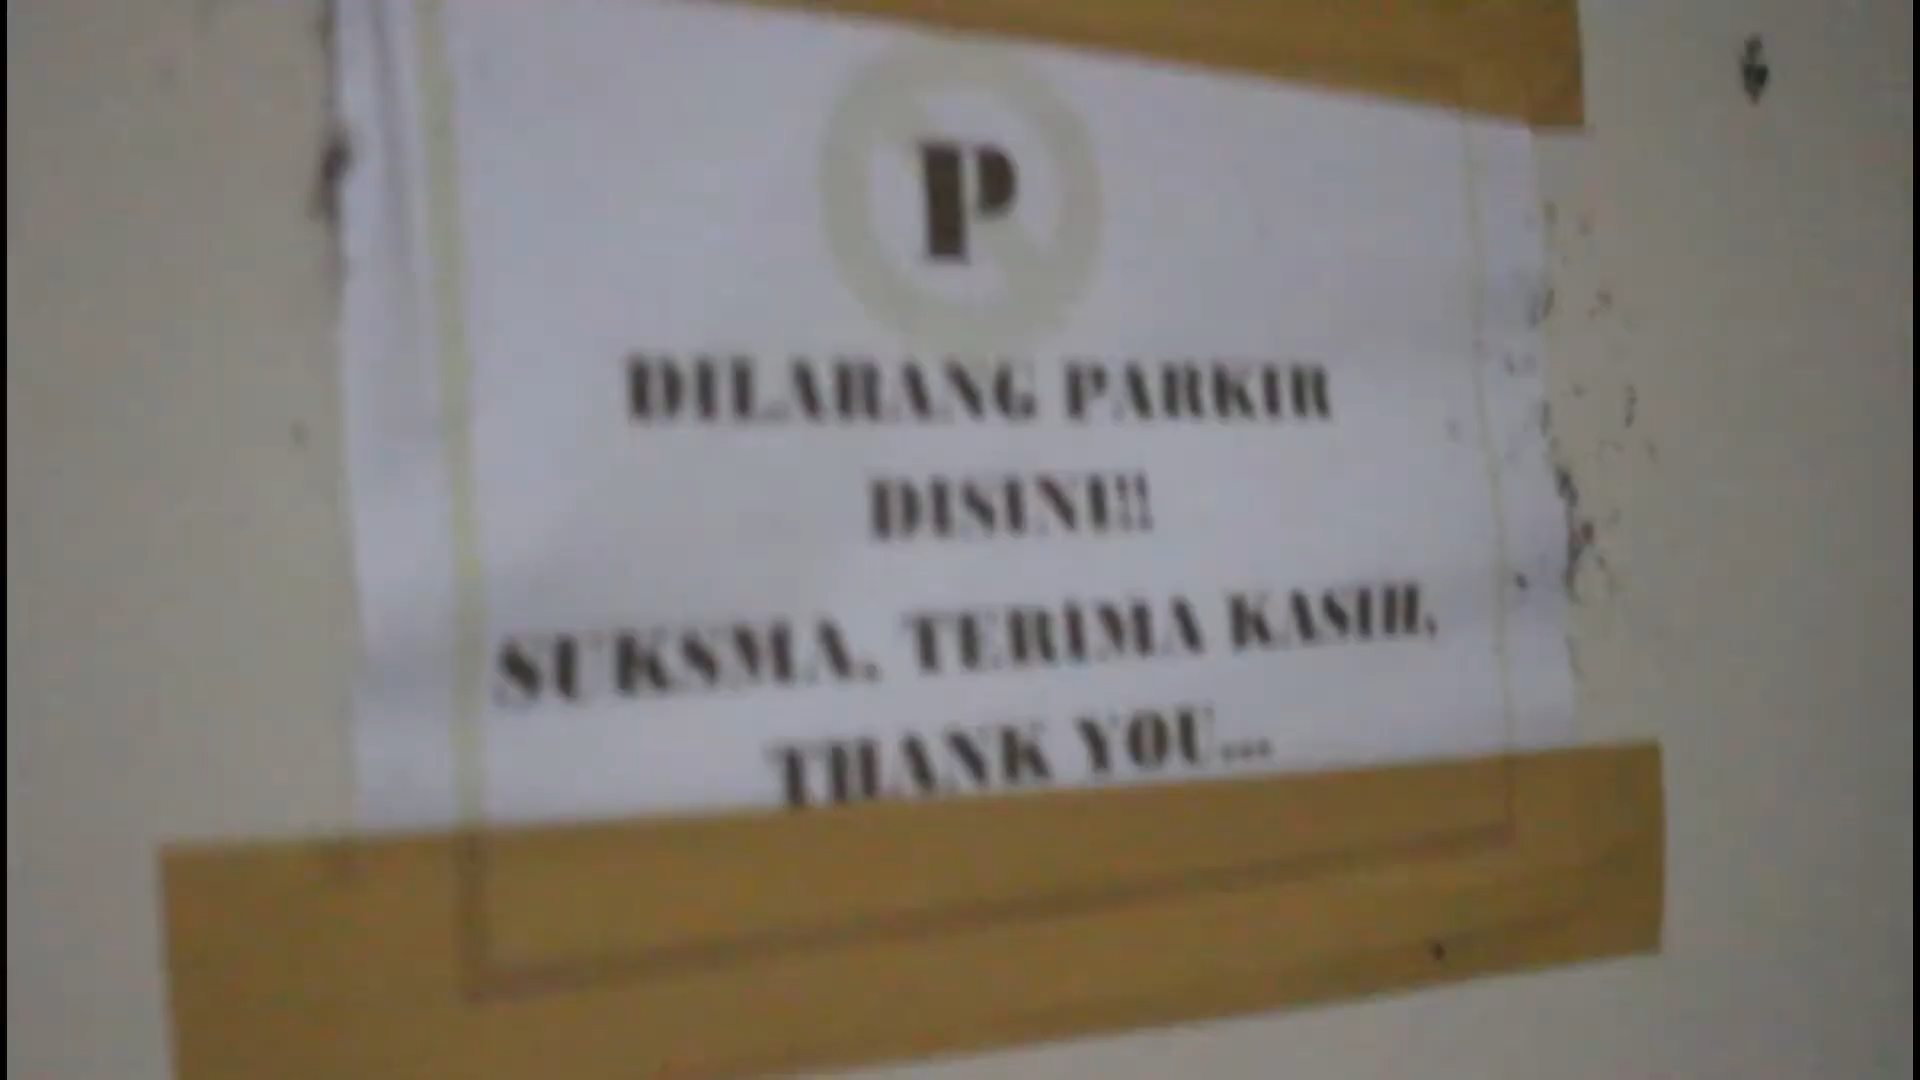 P
DILARANG PARKIR
DISINI!!
SUKSMA, TERIMA KASIH,
THANK YOU...